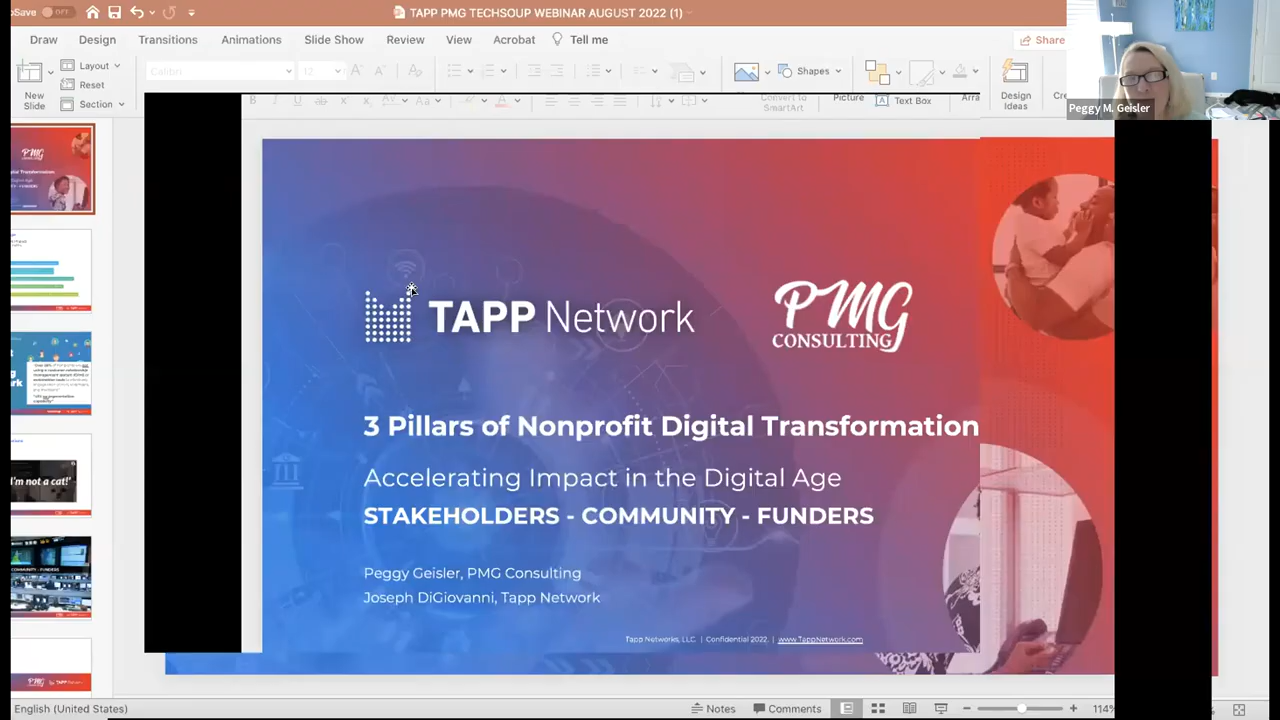 oSave OFF TAPP PMG TECHSOUP WEBINAR AUGUST 2022 (1)
Draw Design Transitions Animations Slide Show Review View Acrobat Tell me Share
New Slide
Layout
Reset
Section
Calibri
Convert to SmartArt
Picture
Shapes
Text Box
Arra
Design Ideas
Peggy M. Geisler
TAPP Network
PMG CONSULTING
3 Pillars of Nonprofit Digital Transformation
Accelerating Impact in the Digital Age
STAKEHOLDERS - COMMUNITY - FUNDERS
Peggy Geisler, PMG Consulting
Joseph DiGiovanni, Tapp Network
Tapp Networks, LLC. | Confidential 2022. | www.TappNetwork.com
I'm not a cat!'
English (United States) Notes Comments 114%